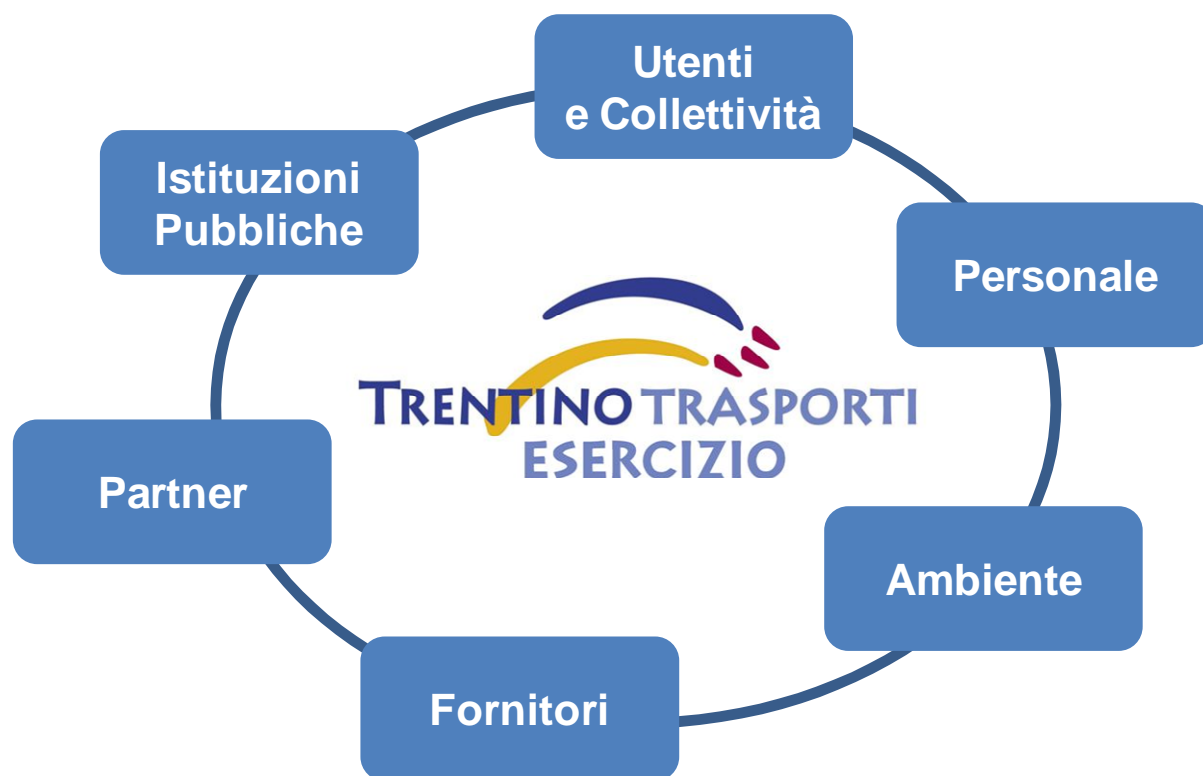 Utenti
e Collettività
Istituzioni
Pubbliche
Personale
TRENTINO TRASPORTI
ESERCIZIO
Partner
Ambiente
Fornitori